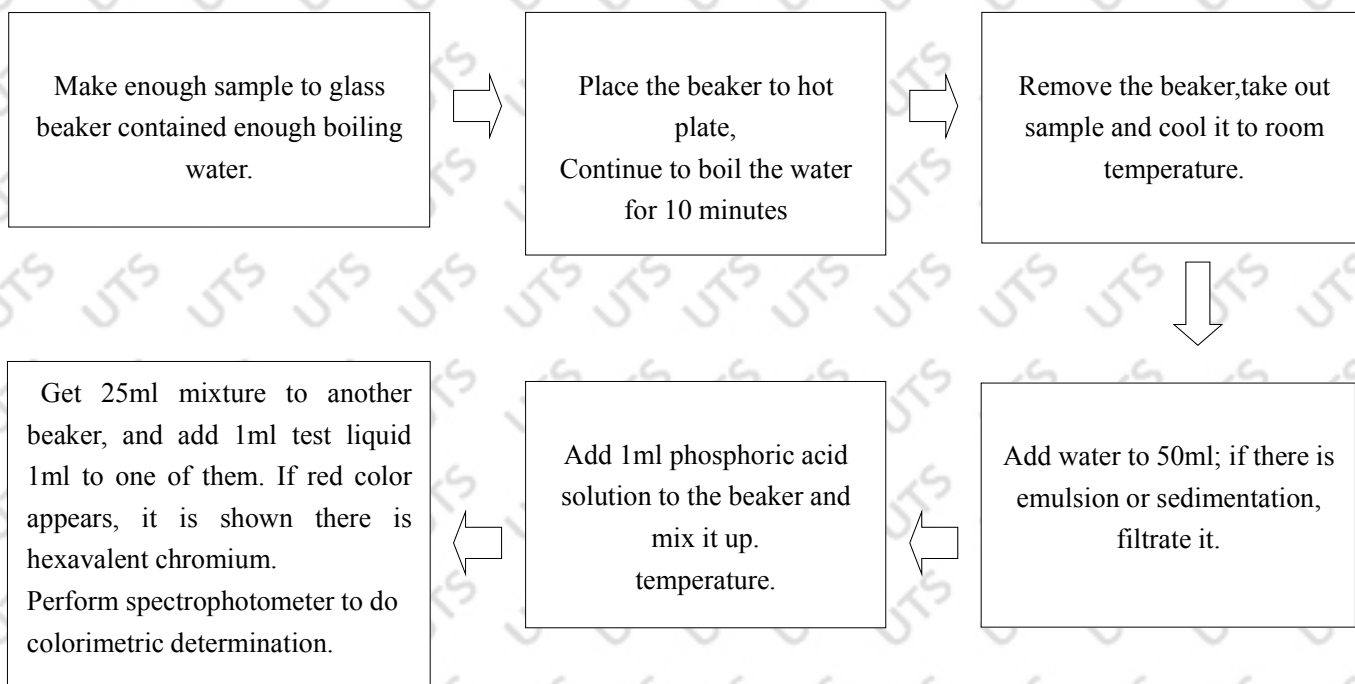 Make enough sample to glass
beaker contained enough boiling
water.
Place the beaker to hot
plate,
Continue to boil the water
for 10 minutes
Remove the beaker,take out
sample and cool it to room
temperature.
Add water to 50ml; if there is
emulsion or sedimentation,
filtrate it.
Add 1ml phosphoric acid
solution to the beaker and
mix it up.
temperature.
Get 25ml mixture to another
beaker, and add 1ml test liquid
1ml to one of them. If red color
appears, it is shown there is
hexavalent chromium.
Perform spectrophotometer to do
colorimetric determination.
UTS